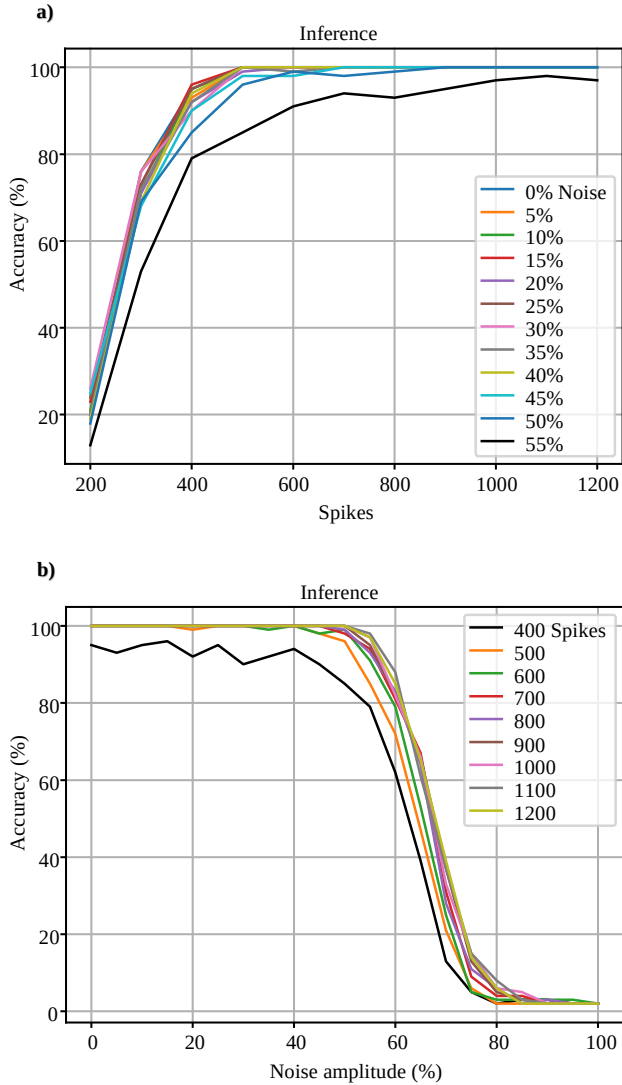 a)
Inference
100
80
60
40
20
Accuracy (%)
0% Noise
5%
10%
15%
20%
25%
30%
35%
40%
45%
50%
55%
200 400 600 800 1000 1200
Spikes
b)
Inference
100
80
60
40
20
0
Accuracy (%)
400 Spikes
500
600
700
800
900
1000
1100
1200
0 20 40 60 80 100
Noise amplitude (%)